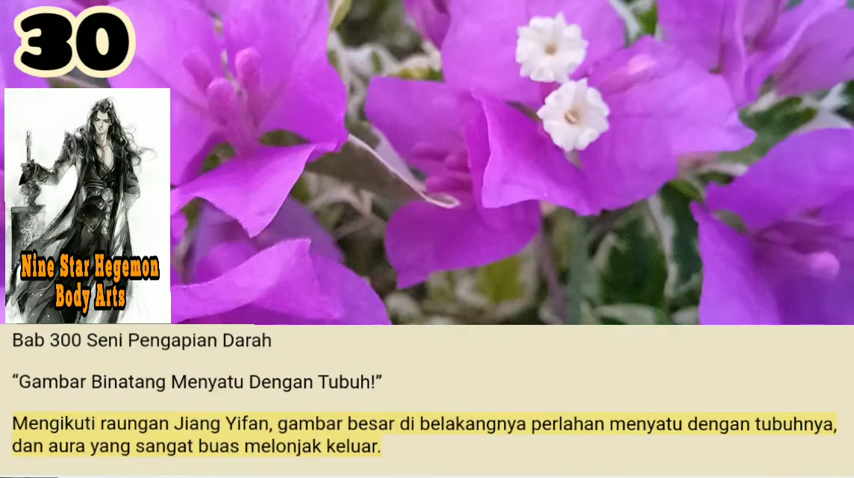 30
Nine Star Hegemon
Body Arts
Bab 300 Seni Pengapian Darah
“Gambar Binatang Menyatu Dengan Tubuh!”
Mengikuti raungan Jiang Yifan, gambar besar di belakangnya perlahan menyatu dengan tubuhnya,
dan aura yang sangat buas melonjak keluar.